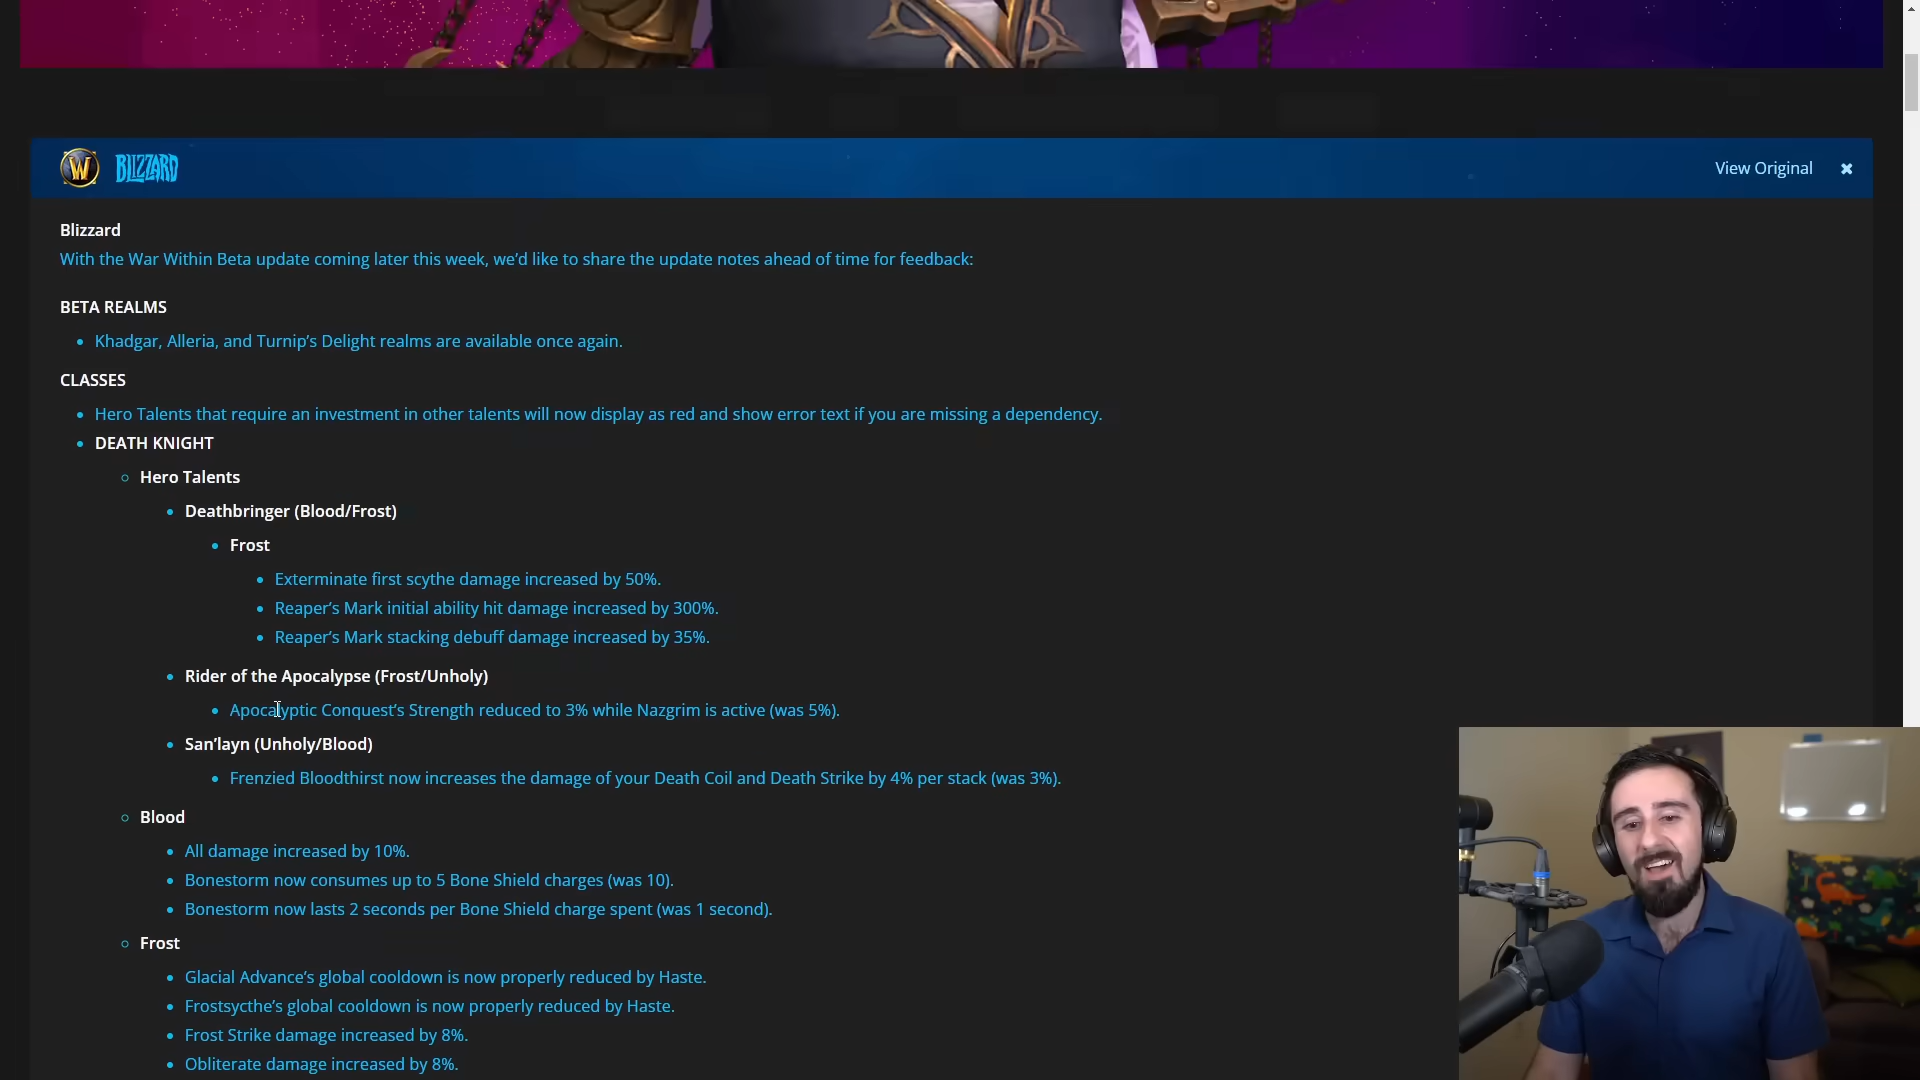 W BLIZZARD
View Original ✖
Blizzard
With the War Within Beta update coming later this week, we’d like to share the update notes ahead of time for feedback:
BETA REALMS
• Khadgar, Alleria, and Turnip’s Delight realms are available once again.
CLASSES
• Hero Talents that require an investment in other talents will now display as red and show error text if you are missing a dependency.
• DEATH KNIGHT
○ Hero Talents
• Deathbringer (Blood/Frost)
• Frost
• Exterminate first scythe damage increased by 50%.
• Reaper’s Mark initial ability hit damage increased by 300%.
• Reaper’s Mark stacking debuff damage increased by 35%.
• Rider of the Apocalypse (Frost/Unholy)
• Apocalyptic Conquest’s Strength reduced to 3% while Nazgrim is active (was 5%).
• San’layn (Unholy/Blood)
• Frenzied Bloodthirst now increases the damage of your Death Coil and Death Strike by 4% per stack (was 3%).
○ Blood
• All damage increased by 10%.
• Bonestorm now consumes up to 5 Bone Shield charges (was 10).
• Bonestorm now lasts 2 seconds per Bone Shield charge spent (was 1 second).
○ Frost
• Glacial Advance’s global cooldown is now properly reduced by Haste.
• Frostsycthe’s global cooldown is now properly reduced by Haste.
• Frost Strike damage increased by 8%.
• Obliterate damage increased by 8%.